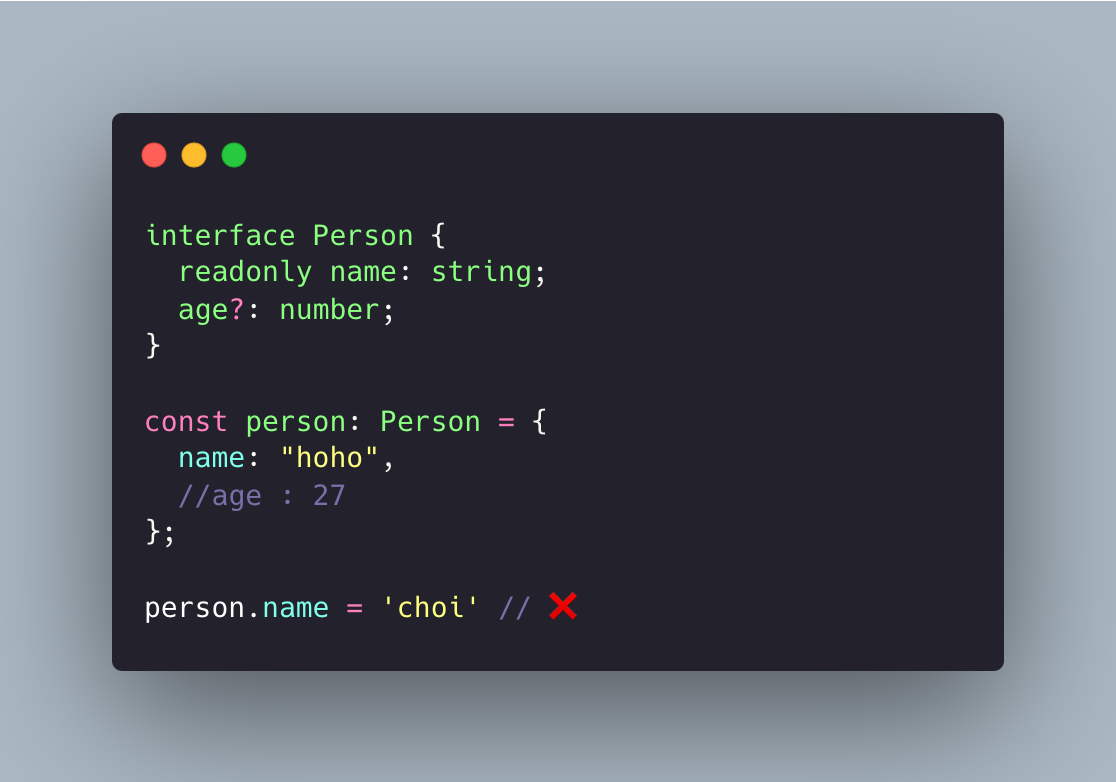 interface Person {
  readonly name: string;
  age?: number;
}

const person: Person = {
  name: "hoho",
  //age : 27
};

person.name = 'choi' // ❌